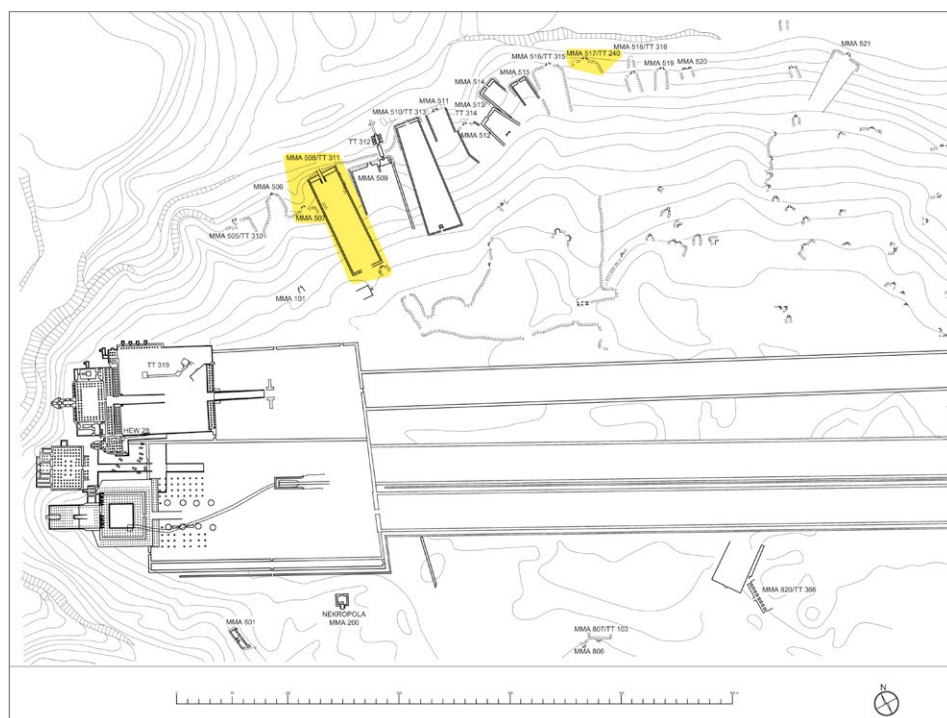 MMA 521
MMA 518/TT 316
MMA 517/TT 240
MMA 516/TT 315
MMA 519
MMA 520
MMA 515
MMA 514
MMA 511
MMA 513/
TT 314
MMA 510/TT 313
MMA 512
TT 312
MMA 508/TT 311
MMA 509
MMA 506
MMA 507
MMA 505/TT 310
MMA 101
TT 319
HEW 28
MMA 820/TT 366
NEKROPOLA
MMA 200
MMA 801
MMA 807/TT 103
MMA 806
N